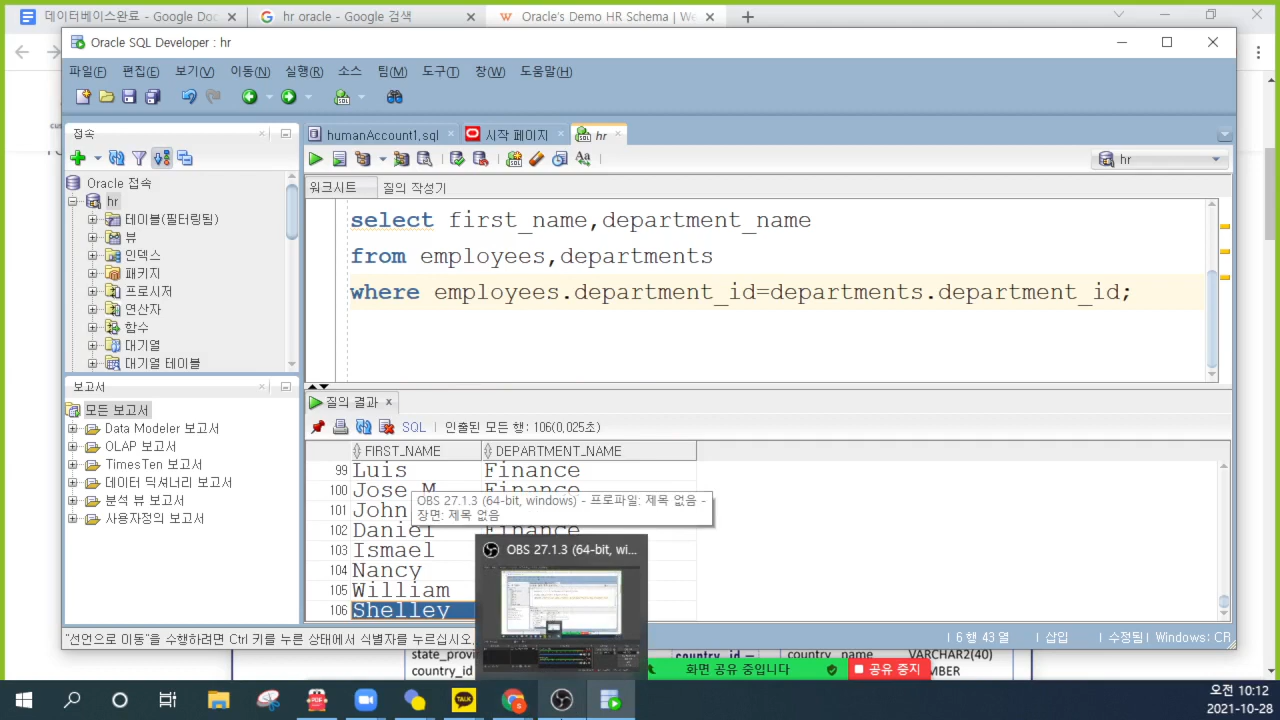 데이터베이스완료 - Google Doc
hr oracle - Google 검색
Oracle's Demo HR Schema | We
Oracle SQL Developer : hr
파일(F) 편집(E) 보기(V) 이동(N) 실행(R) 소스 팀(M) 도구(T) 창(W) 도움말(H)
접속
humanAccount1.sql
시작 페이지
hr
hr
Oracle 접속
hr
테이블(필터링됨)
뷰
인덱스
패키지
프로시저
연산자
함수
대기열
대기열 테이블
워크시트 질의 작성기
select first_name,department_name
from employees,departments
where employees.department_id=departments.department_id;
보고서
모든 보고서
Data Modeler 보고서
OLAP 보고서
TimesTen 보고서
데이터 딕셔너리 보고서
분석 뷰 보고서
사용자정의 보고서
질의 결과
SQL 인출된 모든 행: 106(0,025초)
FIRST_NAME DEPARTMENT_NAME
99 Luis Finance
100 Jose M Finance
101 John
102 Daniel Finance
103 Ismael
104 Nancy
105 William
106 Shelley
OBS 27.1.3 (64-bit, windows) - 프로파일: 제목 없음 -
장면: 제목 없음
OBS 27.1.3 (64-bit, wi...
"선언으로 이동"을 수행하려면 Ctrl 키를 누른 상태에서 식별자를 누르십시오.
6 행 43 열 삽입 수정됨 Windows: CR
state_provi
country_id
country_id
country_name VARCHAR2(40)
MBER
화면 공유 중입니다
공유 중지
TALK
오전 10:12
2021-10-28